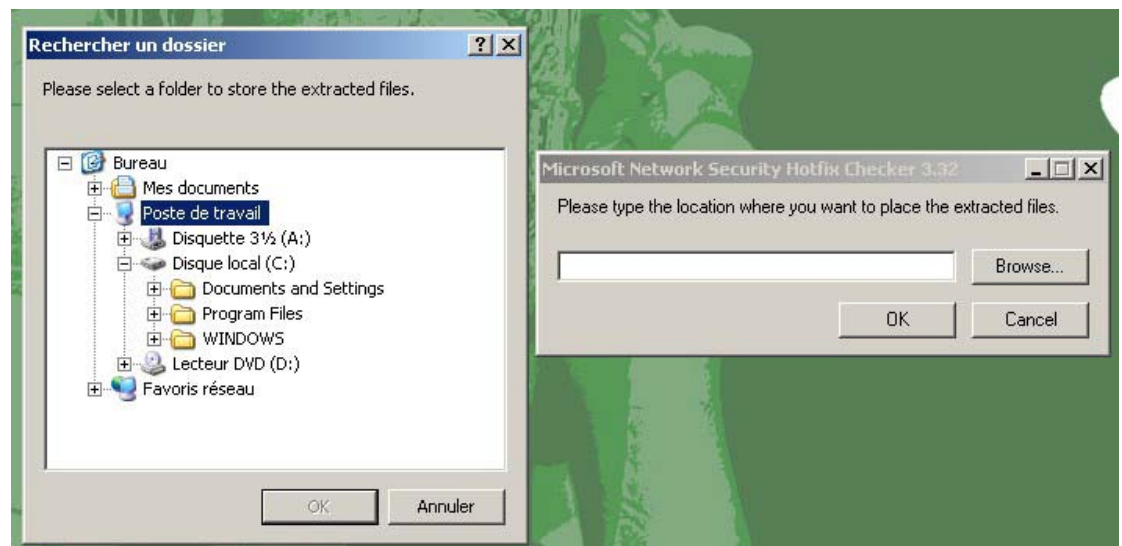 Rechercher un dossier
Please select a folder to store the extracted files.
Bureau
Mes documents
Poste de travail
Disquette 3½ (A:)
Disque local (C:)
Documents and Settings
Program Files
WINDOWS
Lecteur DVD (D:)
Favoris réseau
OK Annuler
Microsoft Network Security Hotfix Checker 3.32
Please type the location where you want to place the extracted files.
Browse...
OK Cancel